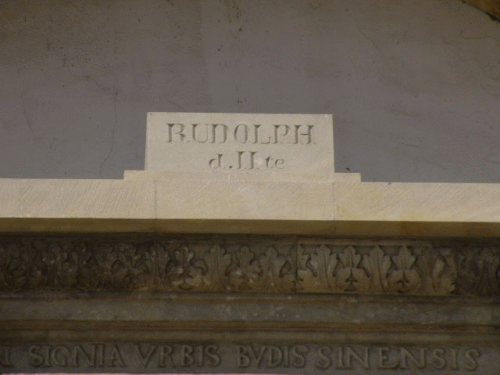 RUDOLPH
d.II.te
SIGNIA VRBIS BVDISSINENSIS